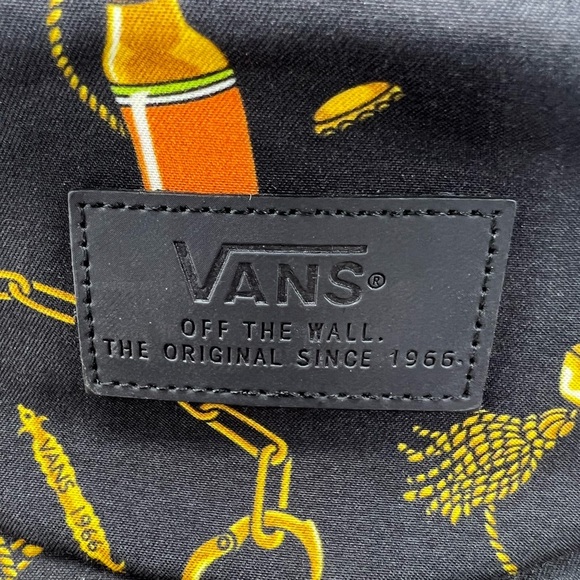 VANS®
OFF THE WALL.
THE ORIGINAL SINCE 1966.
VANS 1966